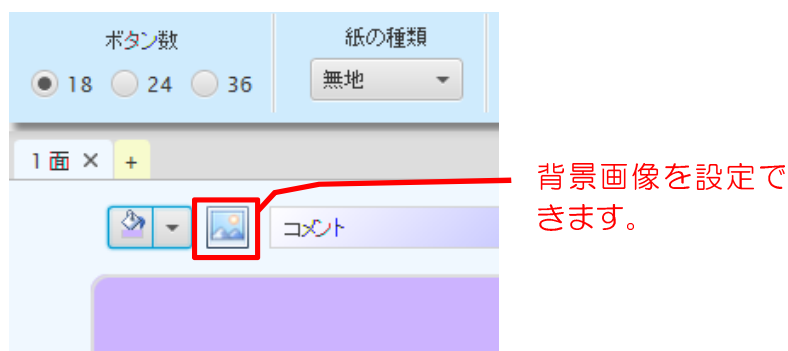 ボタン数
紙の種類
18 24 36
無地
1面 × +
コメント
背景画像を設定で
きます。